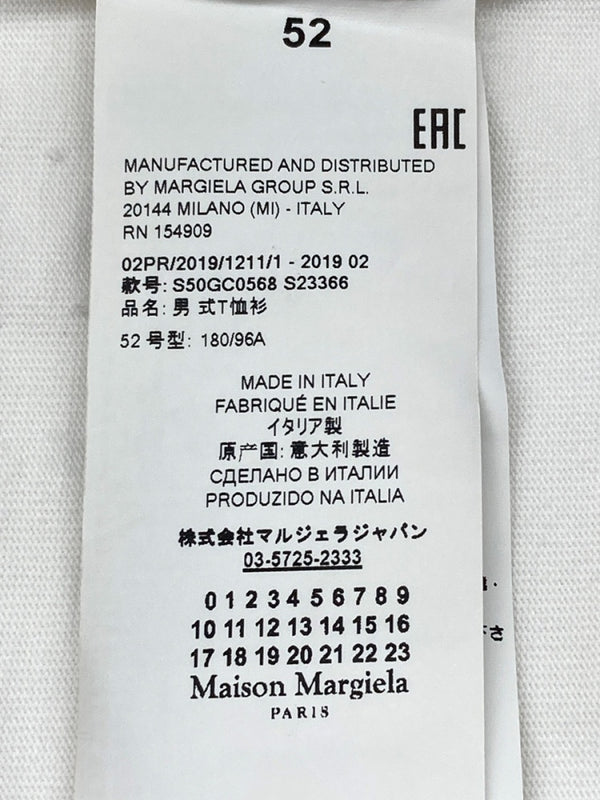 52
EAC
MANUFACTURED AND DISTRIBUTED
BY MARGIELA GROUP S.R.L.
20144 MILANO (MI) - ITALY
RN 154909
02PR/2019/1211/1 - 2019 02
款号: S50GC0568 S23366
品名: 男 式T恤衫
52 号型: 180/96A
MADE IN ITALY
FABRIQUÉ EN ITALIE
イタリア製
原产国: 意大利製造
СДЕЛАНО В ИТАЛИИ
PRODUZIDO NA ITALIA
株式会社マルジェラジャパン
03-5725-2333
0 1 2 3 4 5 6 7 8 9
10 11 12 13 14 15 16
17 18 19 20 21 22 23
Maison Margiela
PARIS